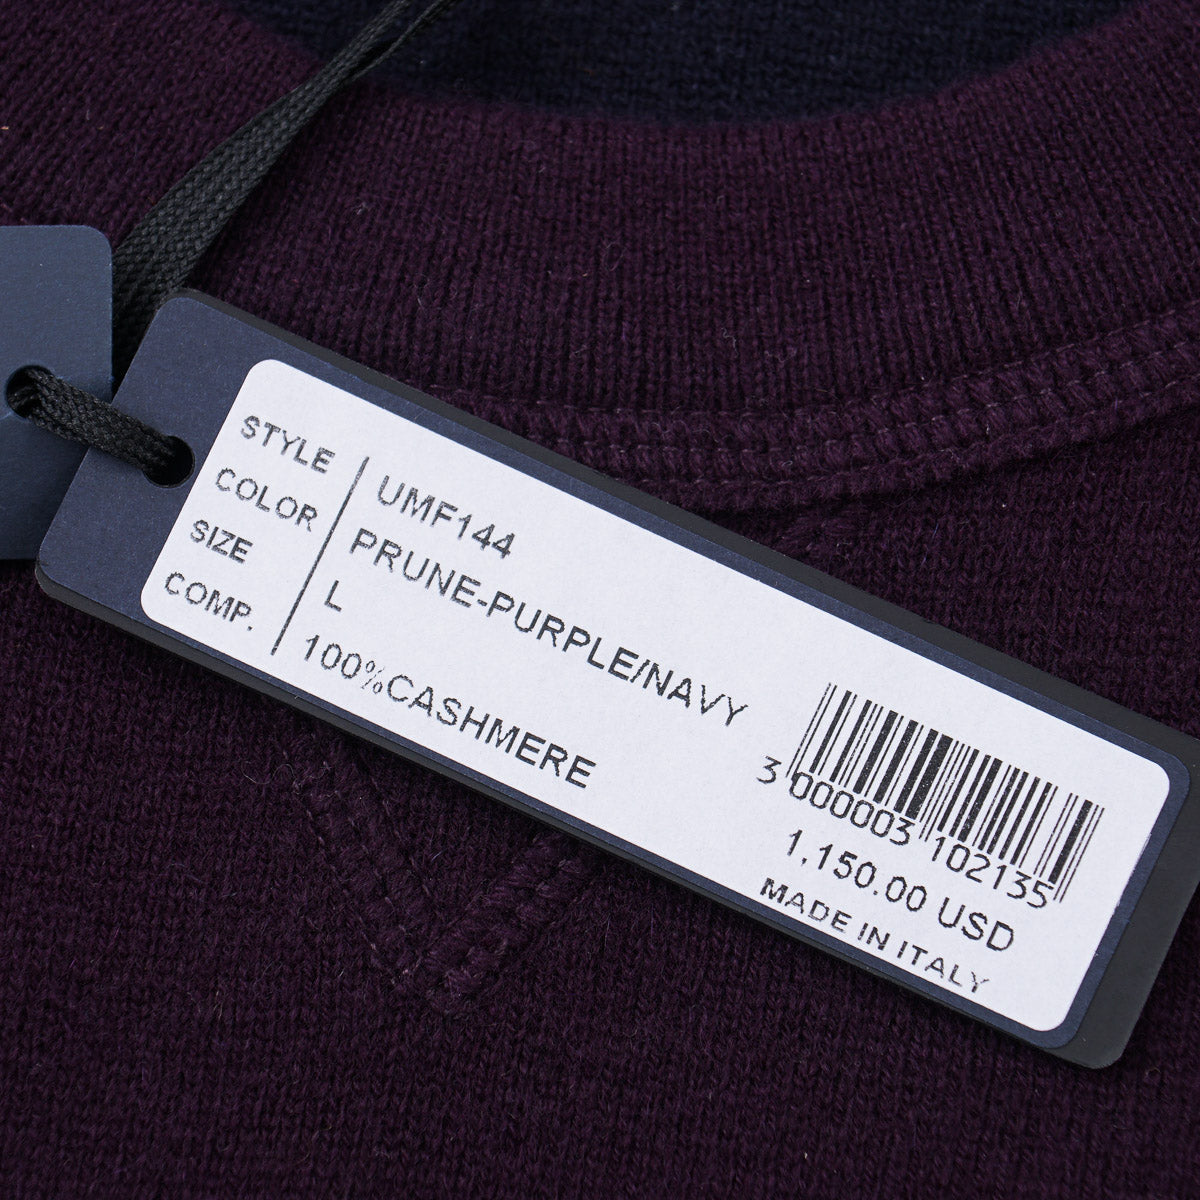 STYLE UMF144
COLOR PRUNE-PURPLE/NAVY
SIZE L
COMP. 100%CASHMERE
3 000003 102135
1,150.00 USD
MADE IN ITALY